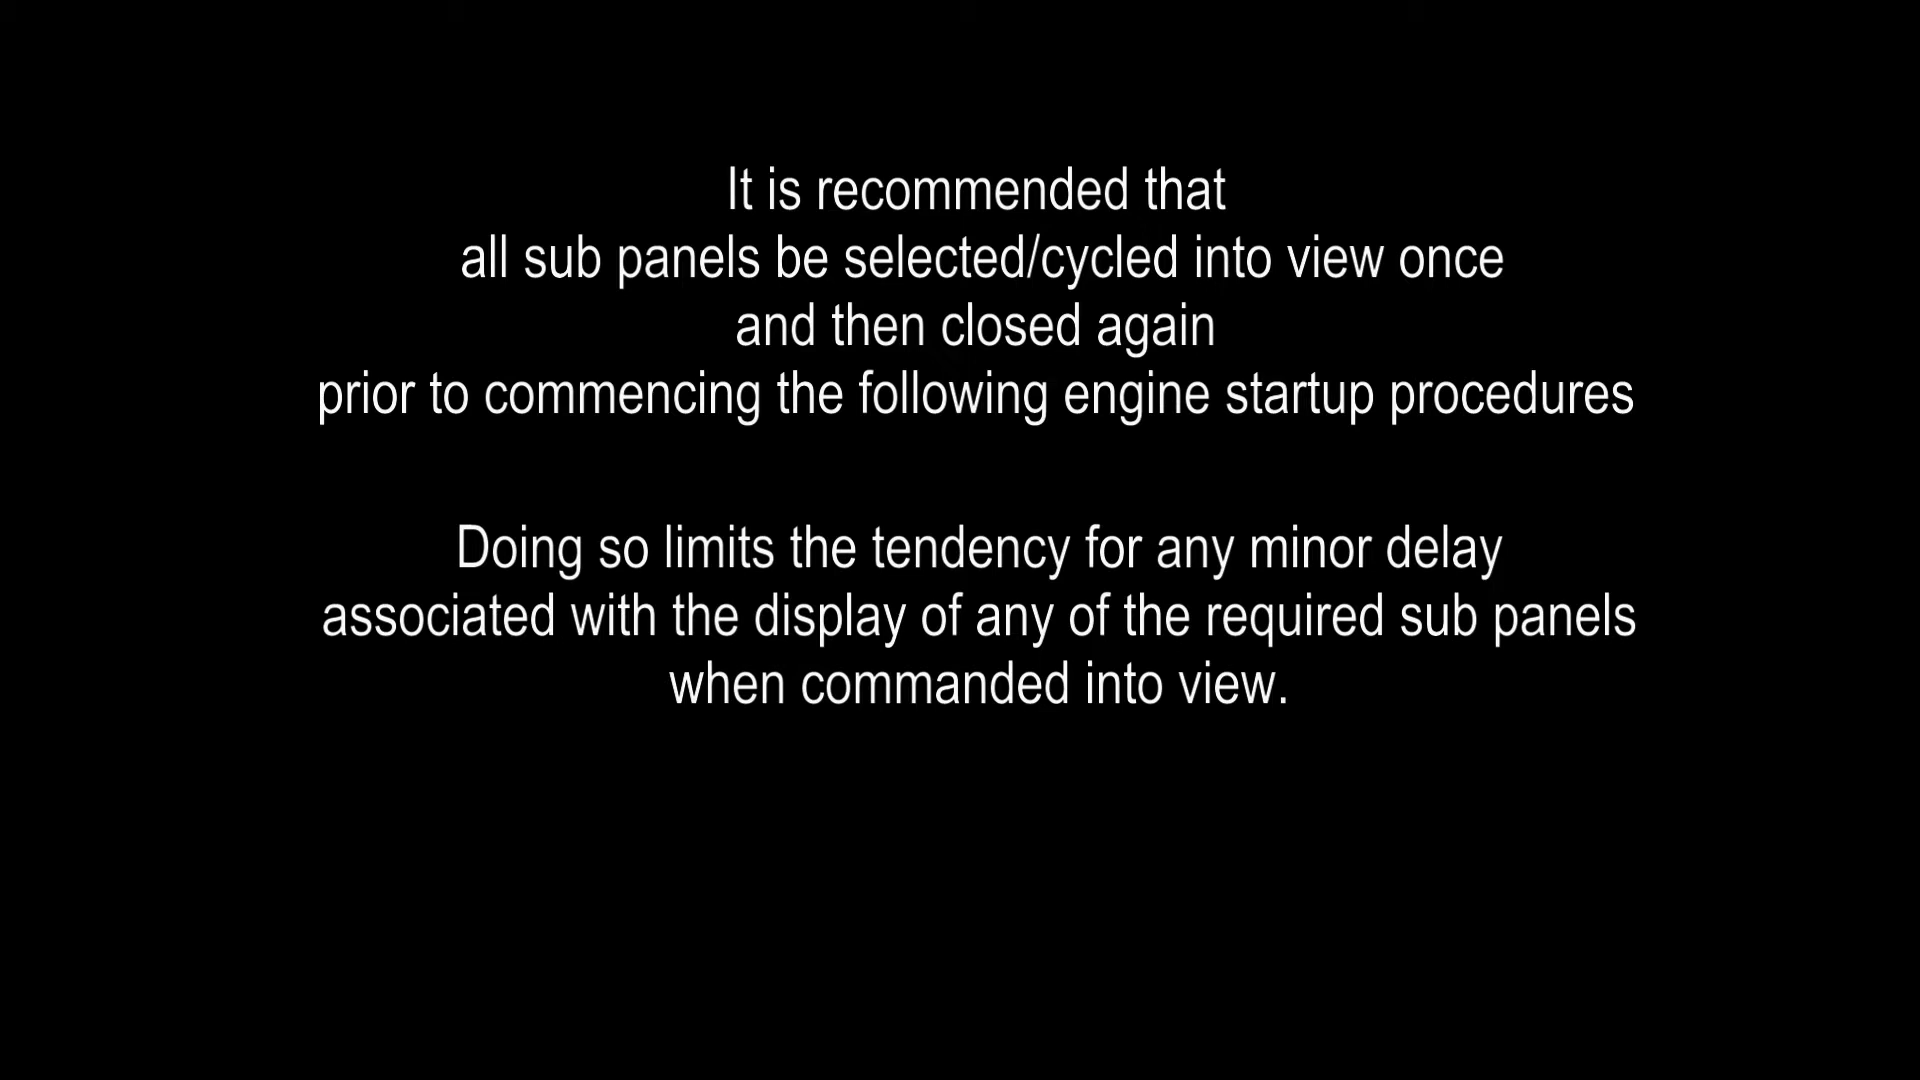 It is recommended that
all sub panels be selected/cycled into view once
and then closed again
prior to commencing the following engine startup procedures
Doing so limits the tendency for any minor delay
associated with the display of any of the required sub panels
when commanded into view.